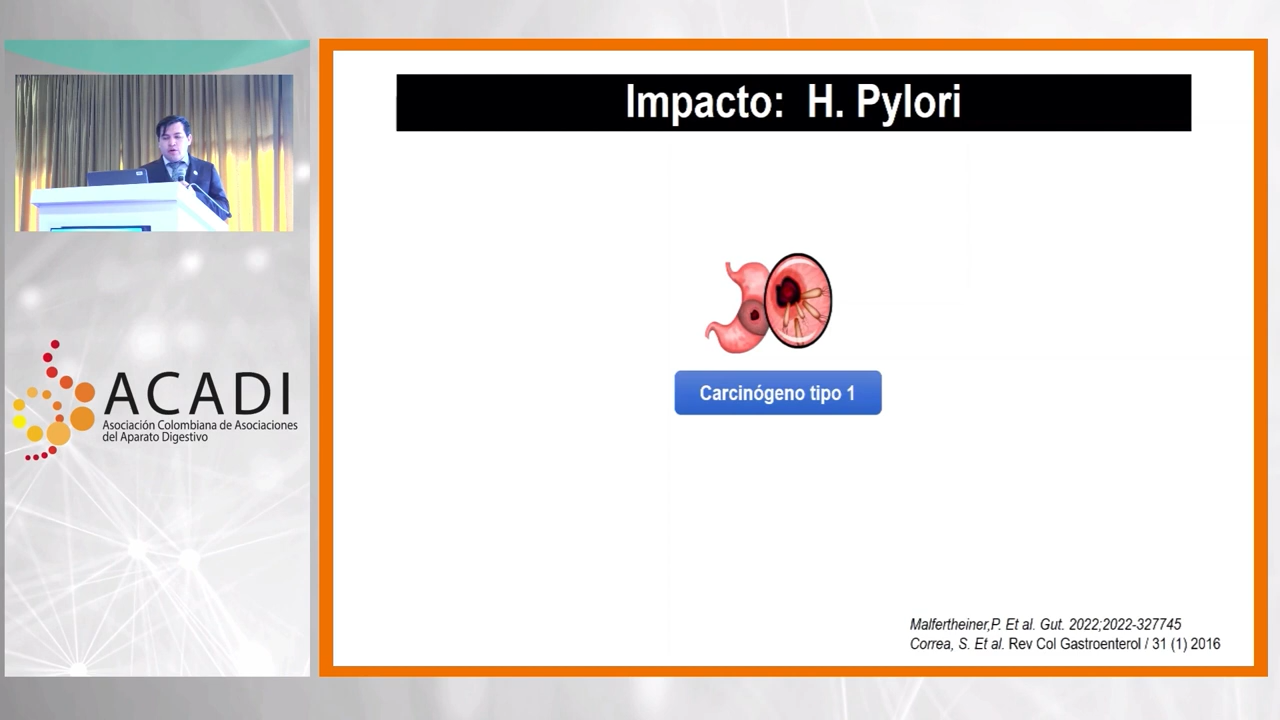 Impacto: H. Pylori
Carcinógeno tipo 1
Malfertheiner,P. Et al. Gut. 2022;2022-327745
Correa, S. Et al. Rev Col Gastroenterol / 31 (1) 2016
ACADI
Asociación Colombiana de Asociaciones
del Aparato Digestivo